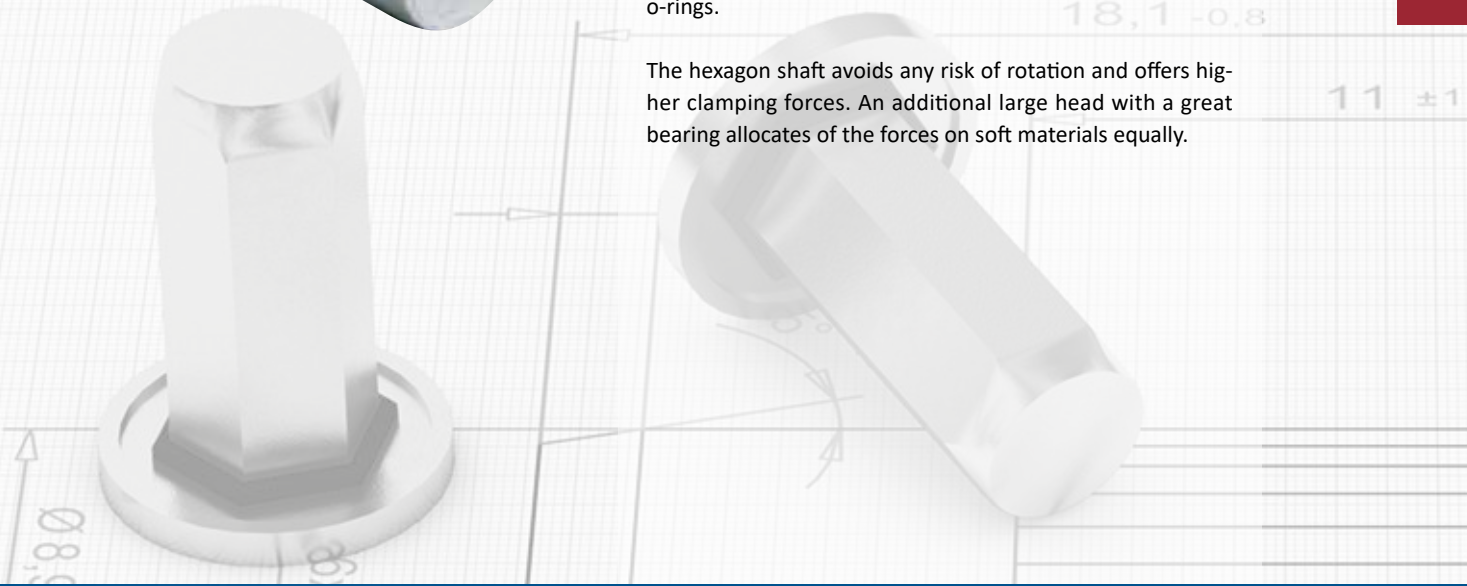 o-rings.
18,1 -0.8
The hexagon shaft avoids any risk of rotation and offers hig-
her clamping forces. An additional large head with a great
bearing allocates of the forces on soft materials equally.
11 ±1
5°